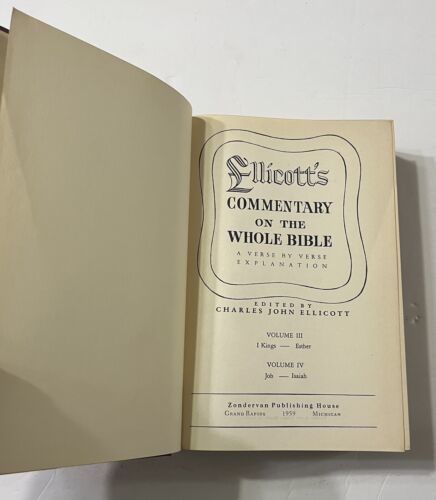 Ellicott's
COMMENTARY
ON THE
WHOLE BIBLE
A VERSE BY VERSE
EXPLANATION
EDITED BY
CHARLES JOHN ELLICOTT
VOLUME III
I Kings — Esther
VOLUME IV
Job — Isaiah
Zondervan Publishing House
Grand Rapids 1959 Michigan